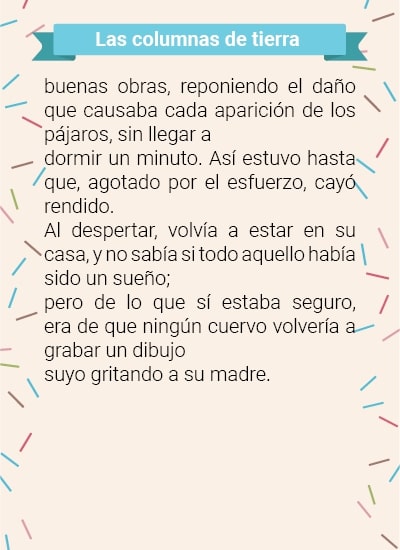 Las columnas de tierra
buenas obras, reponiendo el daño
que causaba cada aparición de los
pájaros, sin llegar a
dormir un minuto. Así estuvo hasta
que, agotado por el esfuerzo, cayó
rendido.
Al despertar, volvía a estar en su
casa, y no sabía si todo aquello había
sido un sueño;
pero de lo que sí estaba seguro,
era de que ningún cuervo volvería a
grabar un dibujo
suyo gritando a su madre.